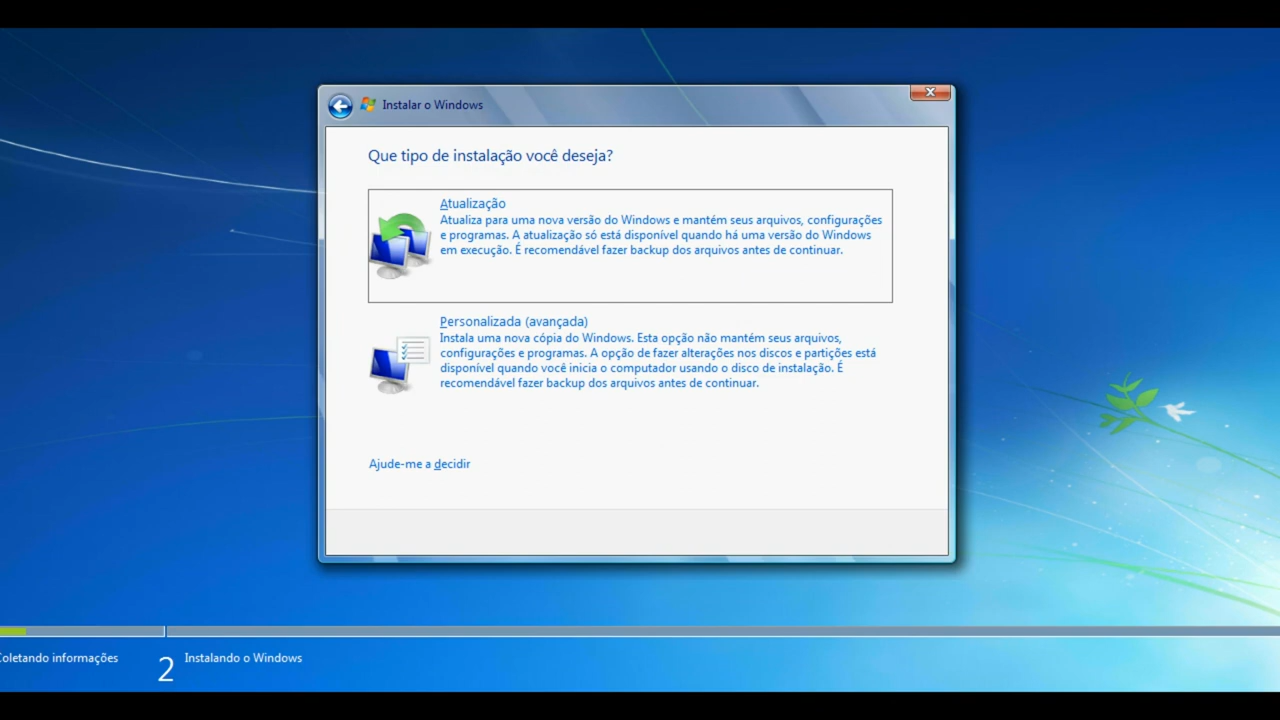 Instalar o Windows
Que tipo de instalação você deseja?
Atualização
Atualiza para uma nova versão do Windows e mantém seus arquivos, configurações
e programas. A atualização só está disponível quando há uma versão do Windows
em execução. É recomendável fazer backup dos arquivos antes de continuar.
Personalizada (avançada)
Instala uma nova cópia do Windows. Esta opção não mantém seus arquivos,
configurações e programas. A opção de fazer alterações nos discos e partições está
disponível quando você inicia o computador usando o disco de instalação. É
recomendável fazer backup dos arquivos antes de continuar.
Ajude-me a decidir
oletando informações
2 Instalando o Windows